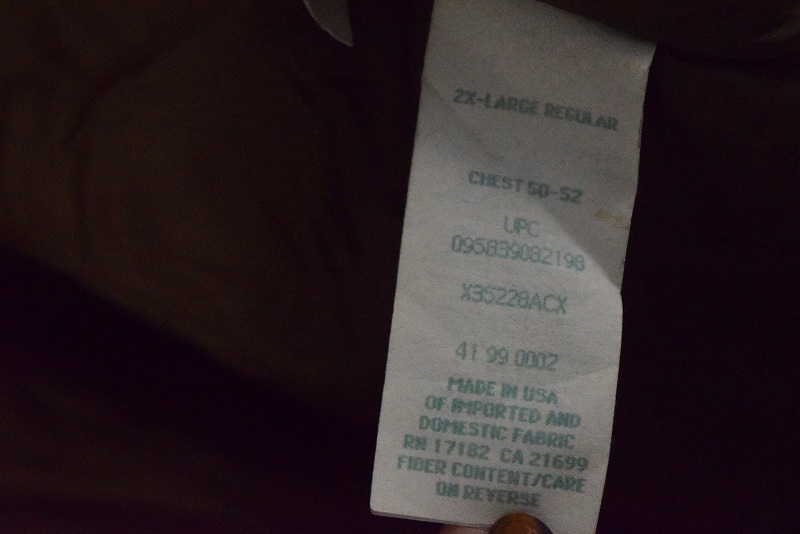 2X-LARGE REGULAR
CHEST 50-52
UPC
095839082198
X35228ACX
41 99 0002
MADE IN USA
OF IMPORTED AND
DOMESTIC FABRIC
RN 17182 CA 21699
FIBER CONTENT/CARE
ON REVERSE